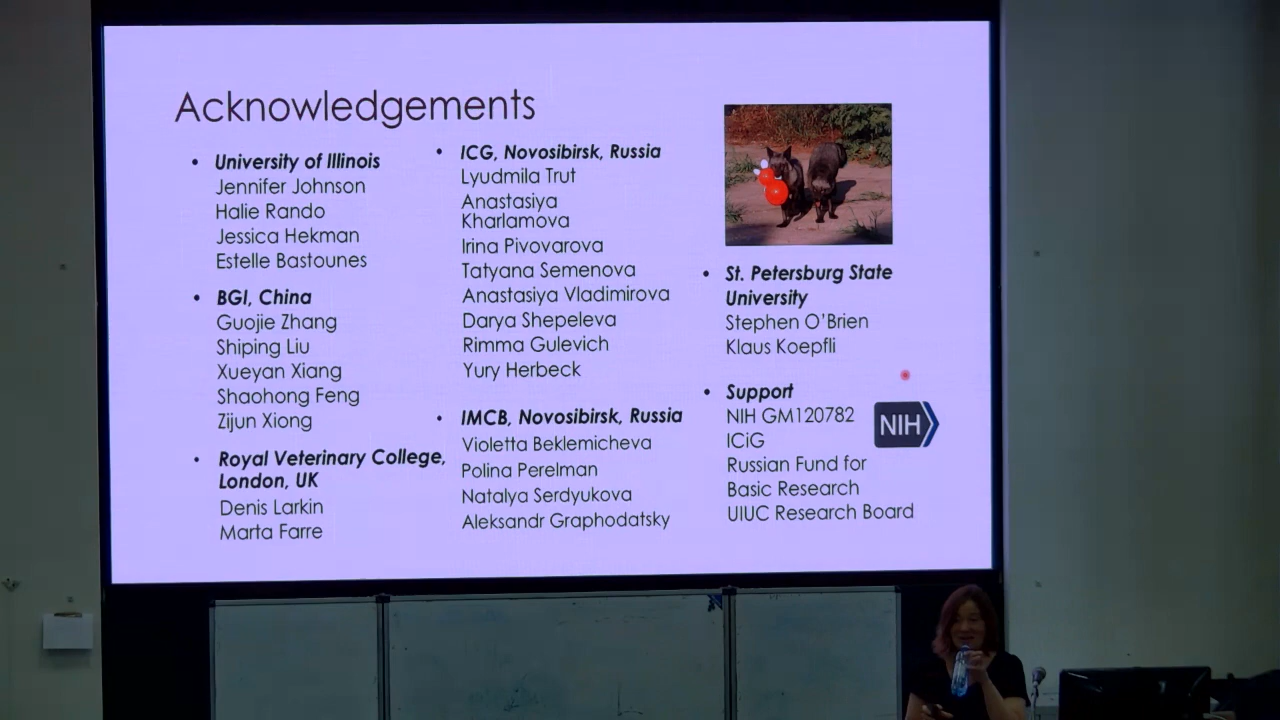 Acknowledgements
• University of Illinois
Jennifer Johnson
Halie Rando
Jessica Hekman
Estelle Bastounes
• BGI, China
Guojie Zhang
Shiping Liu
Xueyan Xiang
Shaohong Feng
Zijun Xiong
• Royal Veterinary College,
London, UK
Denis Larkin
Marta Farre
• ICG, Novosibirsk, Russia
Lyudmila Trut
Anastasiya
Kharlamova
Irina Pivovarova
Tatyana Semenova
Anastasiya Vladimirova
Darya Shepeleva
Rimma Gulevich
Yury Herbeck
• IMCB, Novosibirsk, Russia
Violetta Beklemicheva
Polina Perelman
Natalya Serdyukova
Aleksandr Graphodatsky
• St. Petersburg State
University
Stephen O’Brien
Klaus Koepfli
• Support
NIH GM120782
ICiG
Russian Fund for
Basic Research
UIUC Research Board
NIH